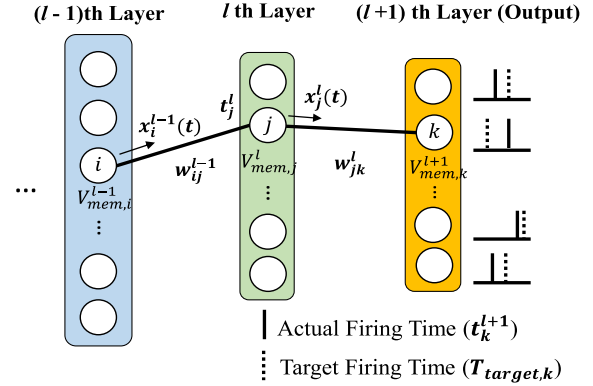 (l - 1)th Layer
l th Layer
(l +1) th Layer (Output)
x_i^{l-1}(t)
t_j^l
x_j^l(t)
i
j
k
w_{ij}^{l-1}
w_{jk}^l
V_{mem,i}^{l-1}
V_{mem,j}^l
V_{mem,k}^{l+1}
...
⋮
⋮
⋮
Actual Firing Time (t_k^{l+1})
Target Firing Time (T_{target,k})